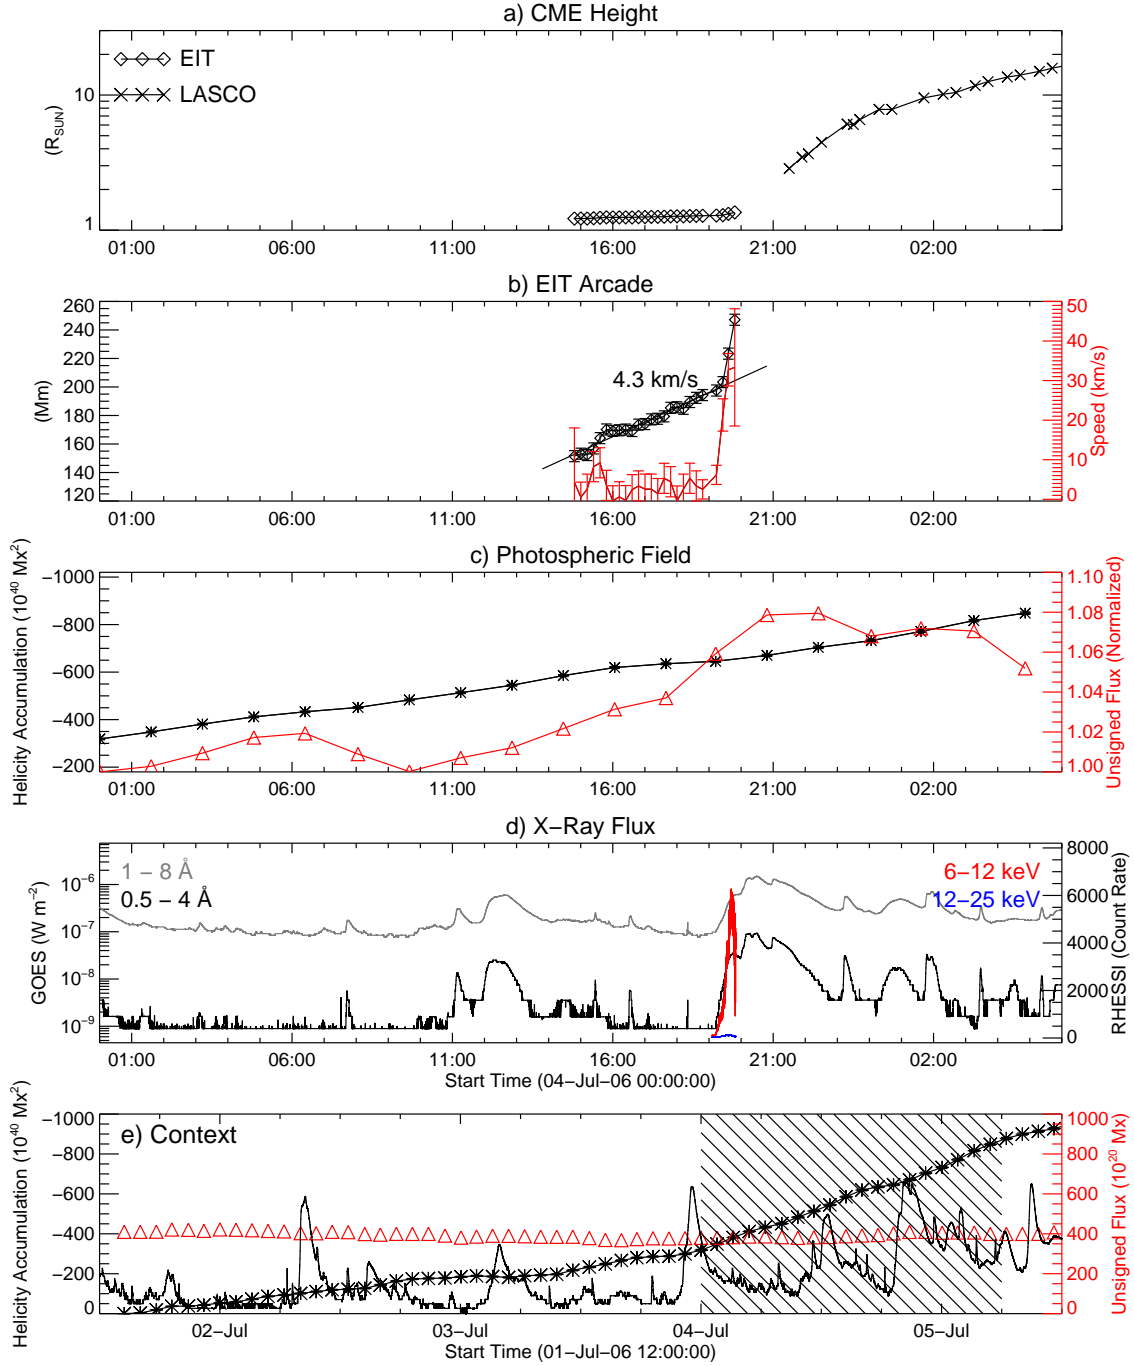 a) CME Height
EIT
LASCO
10
1
(R_SUN)
01:00 06:00 11:00 16:00 21:00 02:00
b) EIT Arcade
260
240
220
200
180
160
140
120
(Mm)
4.3 km/s
50
40
30
20
10
0
Speed (km/s)
01:00 06:00 11:00 16:00 21:00 02:00
c) Photospheric Field
−1000
−800
−600
−400
−200
Helicity Accumulation (10^40 Mx^2)
1.10
1.08
1.06
1.04
1.02
1.00
Unsigned Flux (Normalized)
01:00 06:00 11:00 16:00 21:00 02:00
d) X−Ray Flux
1 − 8 Å
0.5 − 4 Å
6−12 keV
12−25 keV
10^−6
10^−7
10^−8
10^−9
GOES (W m^−2)
8000
6000
4000
2000
0
RHESSI (Count Rate)
01:00 06:00 11:00 16:00 21:00 02:00
Start Time (04−Jul−06 00:00:00)
e) Context
−1000
−800
−600
−400
−200
0
Helicity Accumulation (10^40 Mx^2)
1000
800
600
400
200
0
Unsigned Flux (10^20 Mx)
02−Jul 03−Jul 04−Jul 05−Jul
Start Time (01−Jul−06 12:00:00)